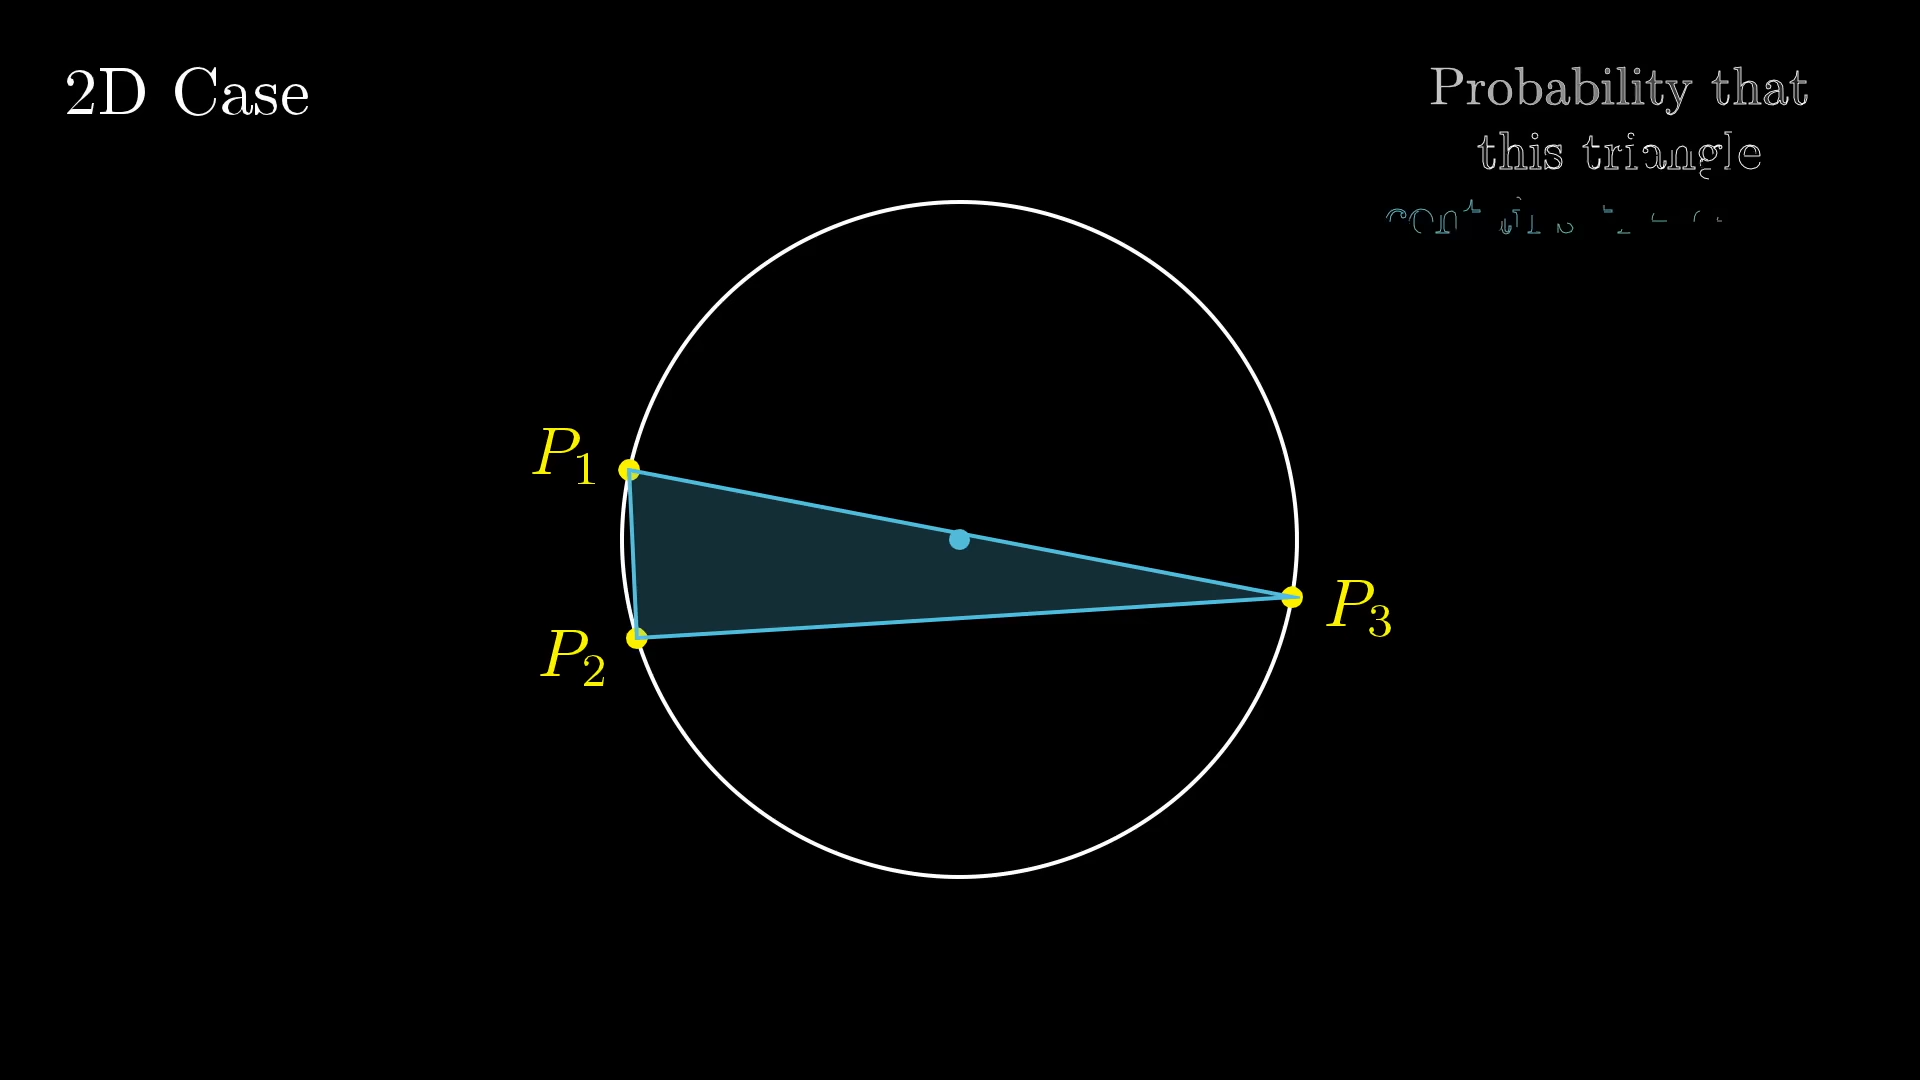 2D Case
Probability that
this triangle
P1
P2
P3